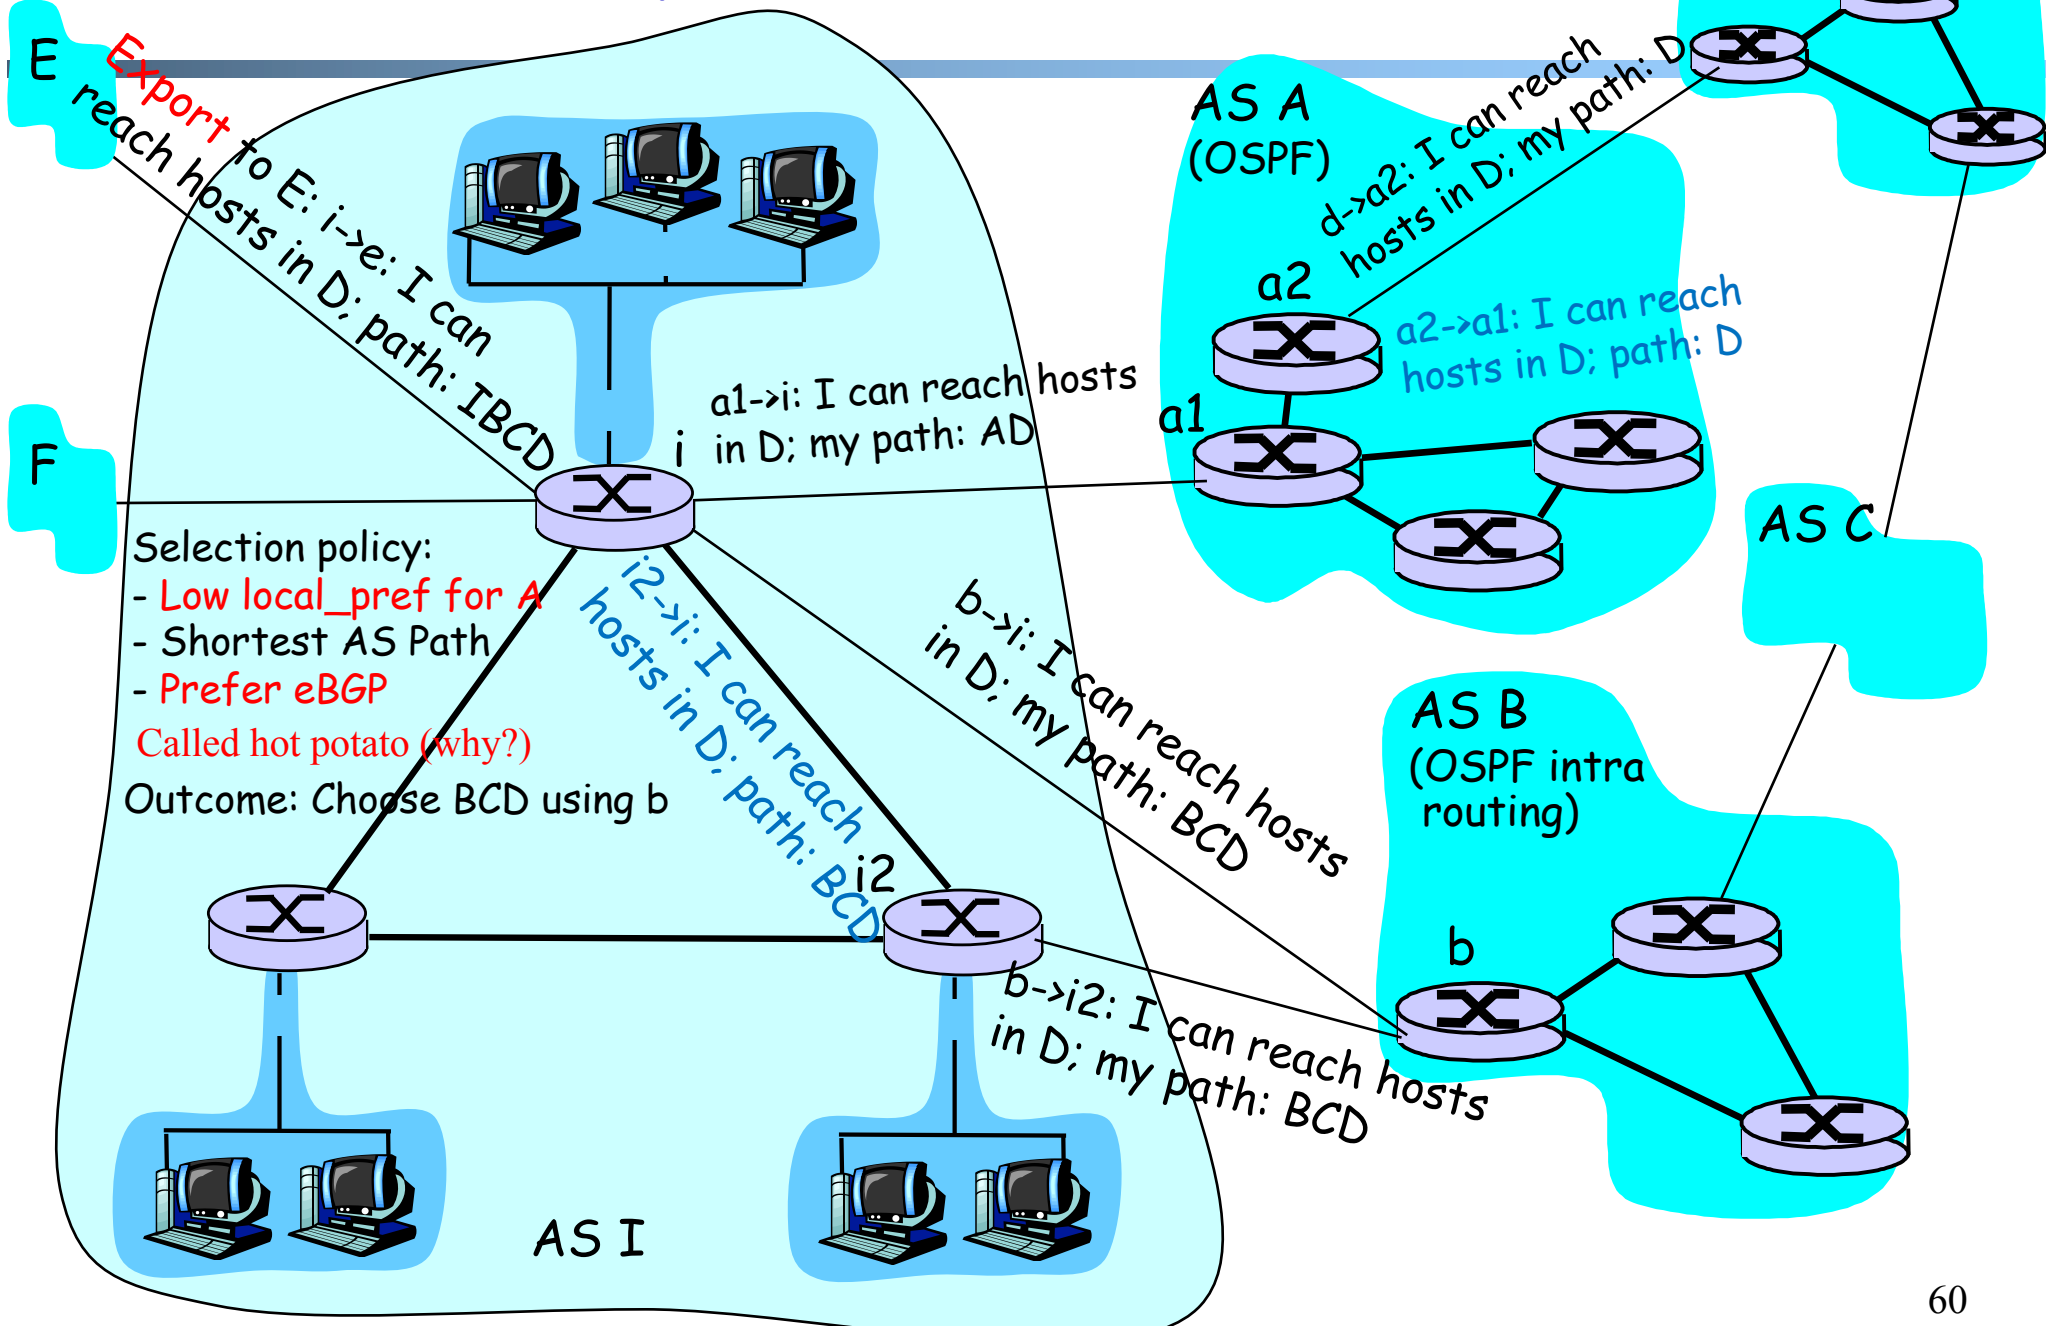 E
Export to E: i->e: I can
reach hosts in D; path: IBCD
AS A
(OSPF)
d->a2: I can reach
hosts in D; my path: D
a2
a2->a1: I can reach
hosts in D; path: D
a1
a1->i: I can reach hosts
in D; my path: AD
i
F
AS C
Selection policy:
- Low local_pref for A
- Shortest AS Path
- Prefer eBGP
Called hot potato (why?)
Outcome: Choose BCD using b
i2->i: I can reach
hosts in D; path: BCD
b->i: I can reach hosts
in D; my path: BCD
AS B
(OSPF intra
routing)
i2
b
b->i2: I can reach hosts
in D; my path: BCD
AS I
60